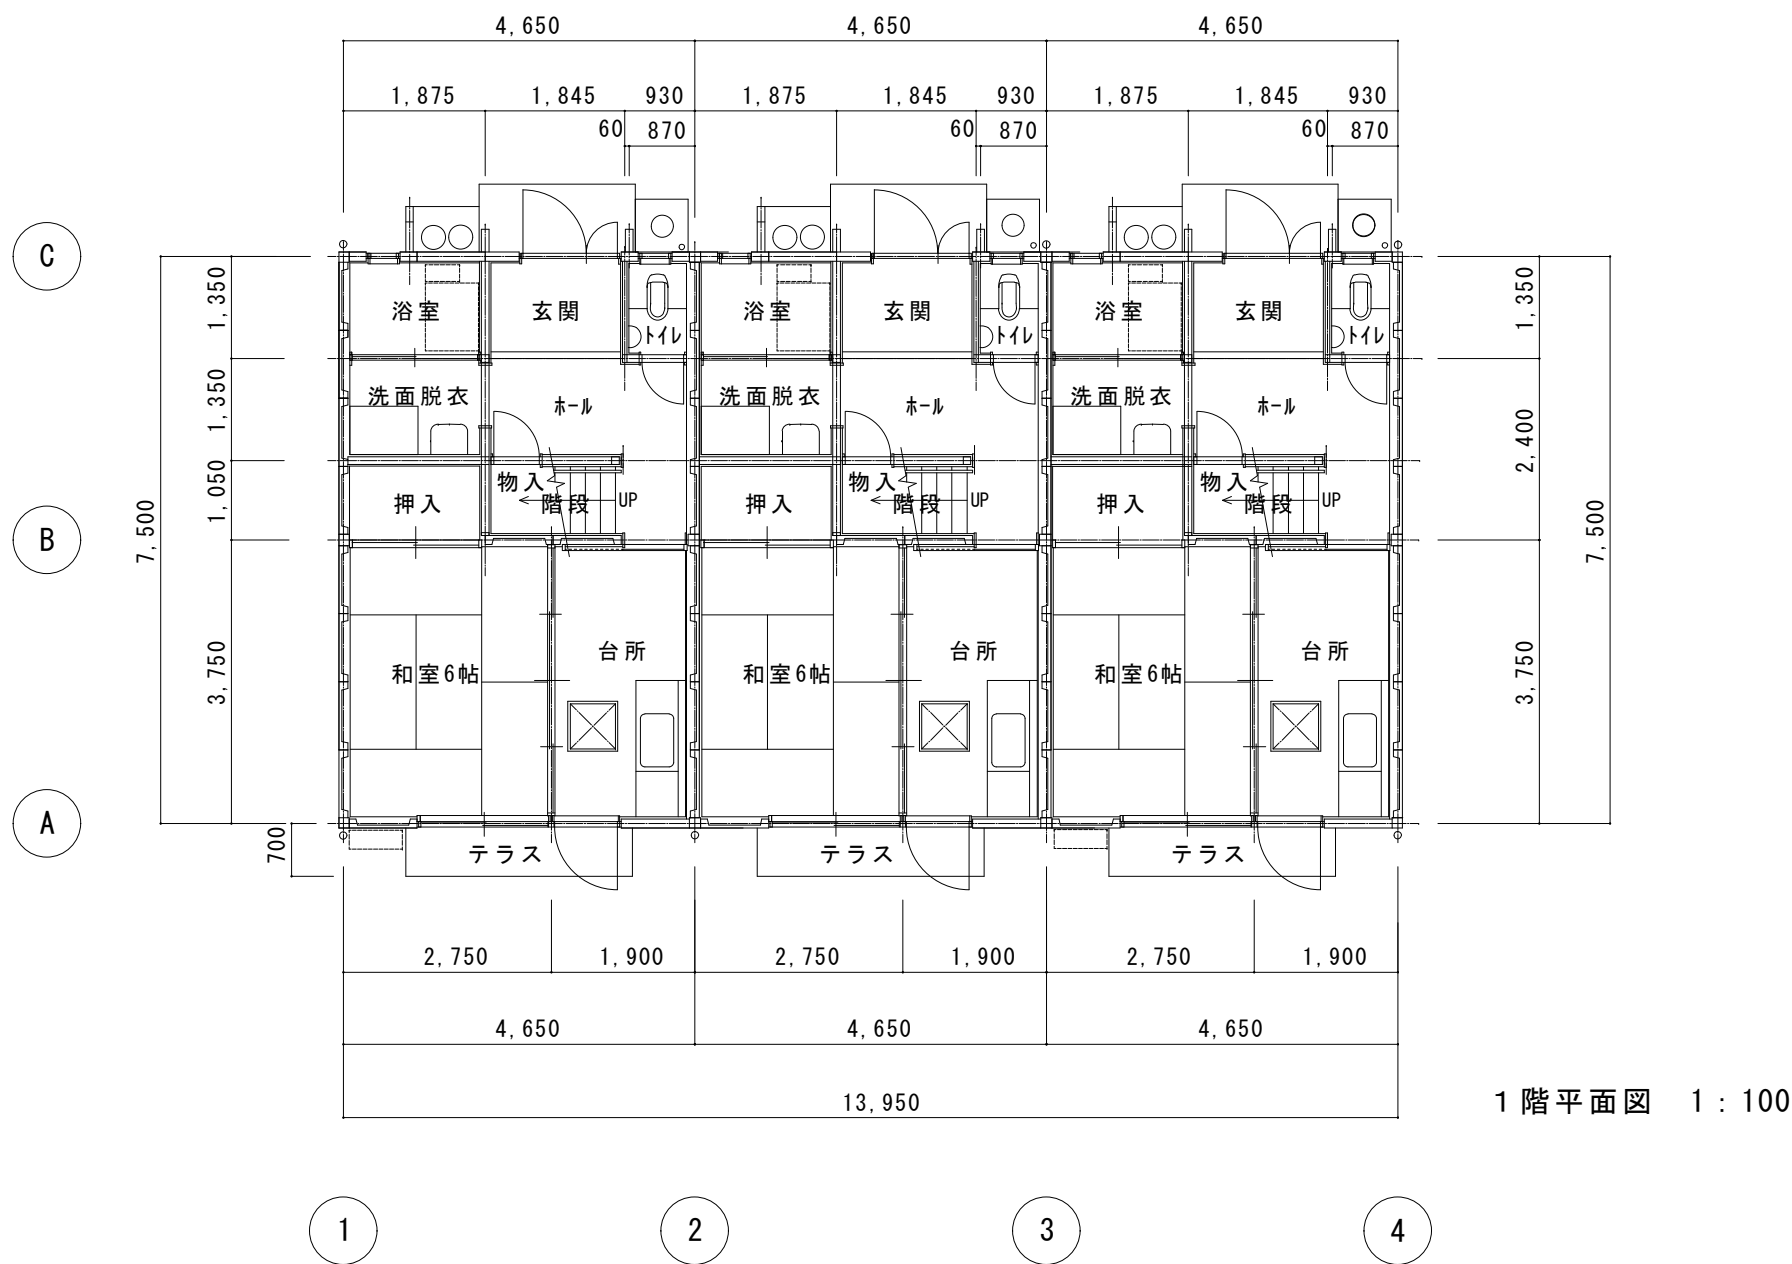 4,650 4,650 4,650
1,875 1,845 930 1,875 1,845 930 1,875 1,845 930
60 870 60 870 60 870
C
1,350 1,350
浴室 玄関 トイレ 浴室 玄関 トイレ 浴室 玄関 トイレ
1,350
洗面脱衣 ホール 洗面脱衣 ホール 洗面脱衣 ホール
2,400
1,050
物入 物入 物入
押入 階段 UP 押入 階段 UP 押入 階段 UP
7,500 7,500
B
台所 台所 台所
和室6帖 和室6帖 和室6帖
3,750 3,750
A
700
テラス テラス テラス
2,750 1,900 2,750 1,900 2,750 1,900
4,650 4,650 4,650
13,950
1階平面図 1:100
1 2 3 4